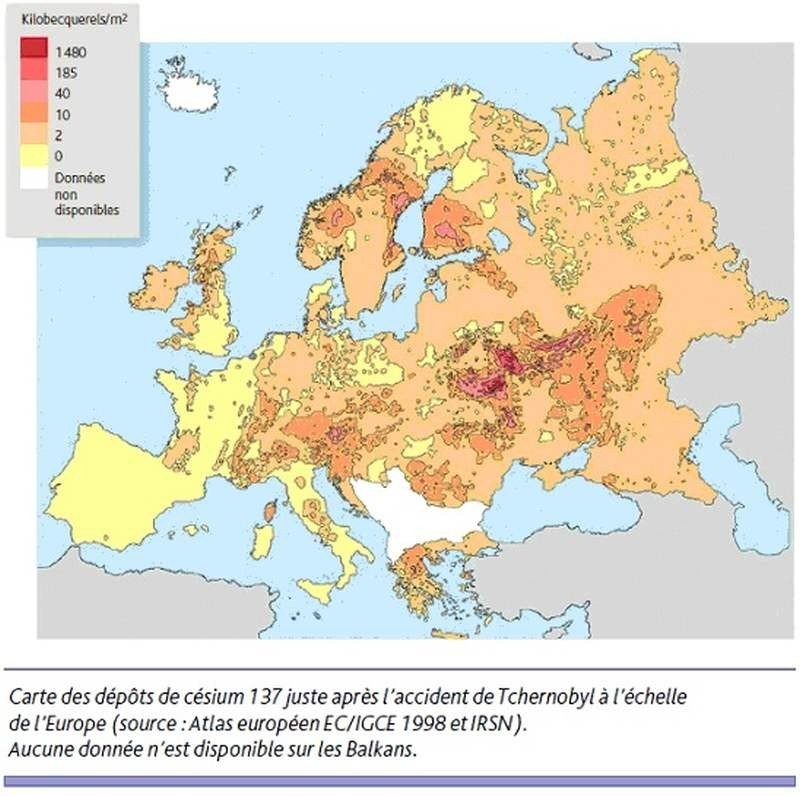 Kilobecquerels/m²
1480
185
40
10
2
0
Données
non
disponibles
Carte des dépôts de césium 137 juste après l'accident de Tchernobyl à l'échelle
de l'Europe (source : Atlas européen EC/IGCE 1998 et IRSN).
Aucune donnée n'est disponible sur les Balkans.